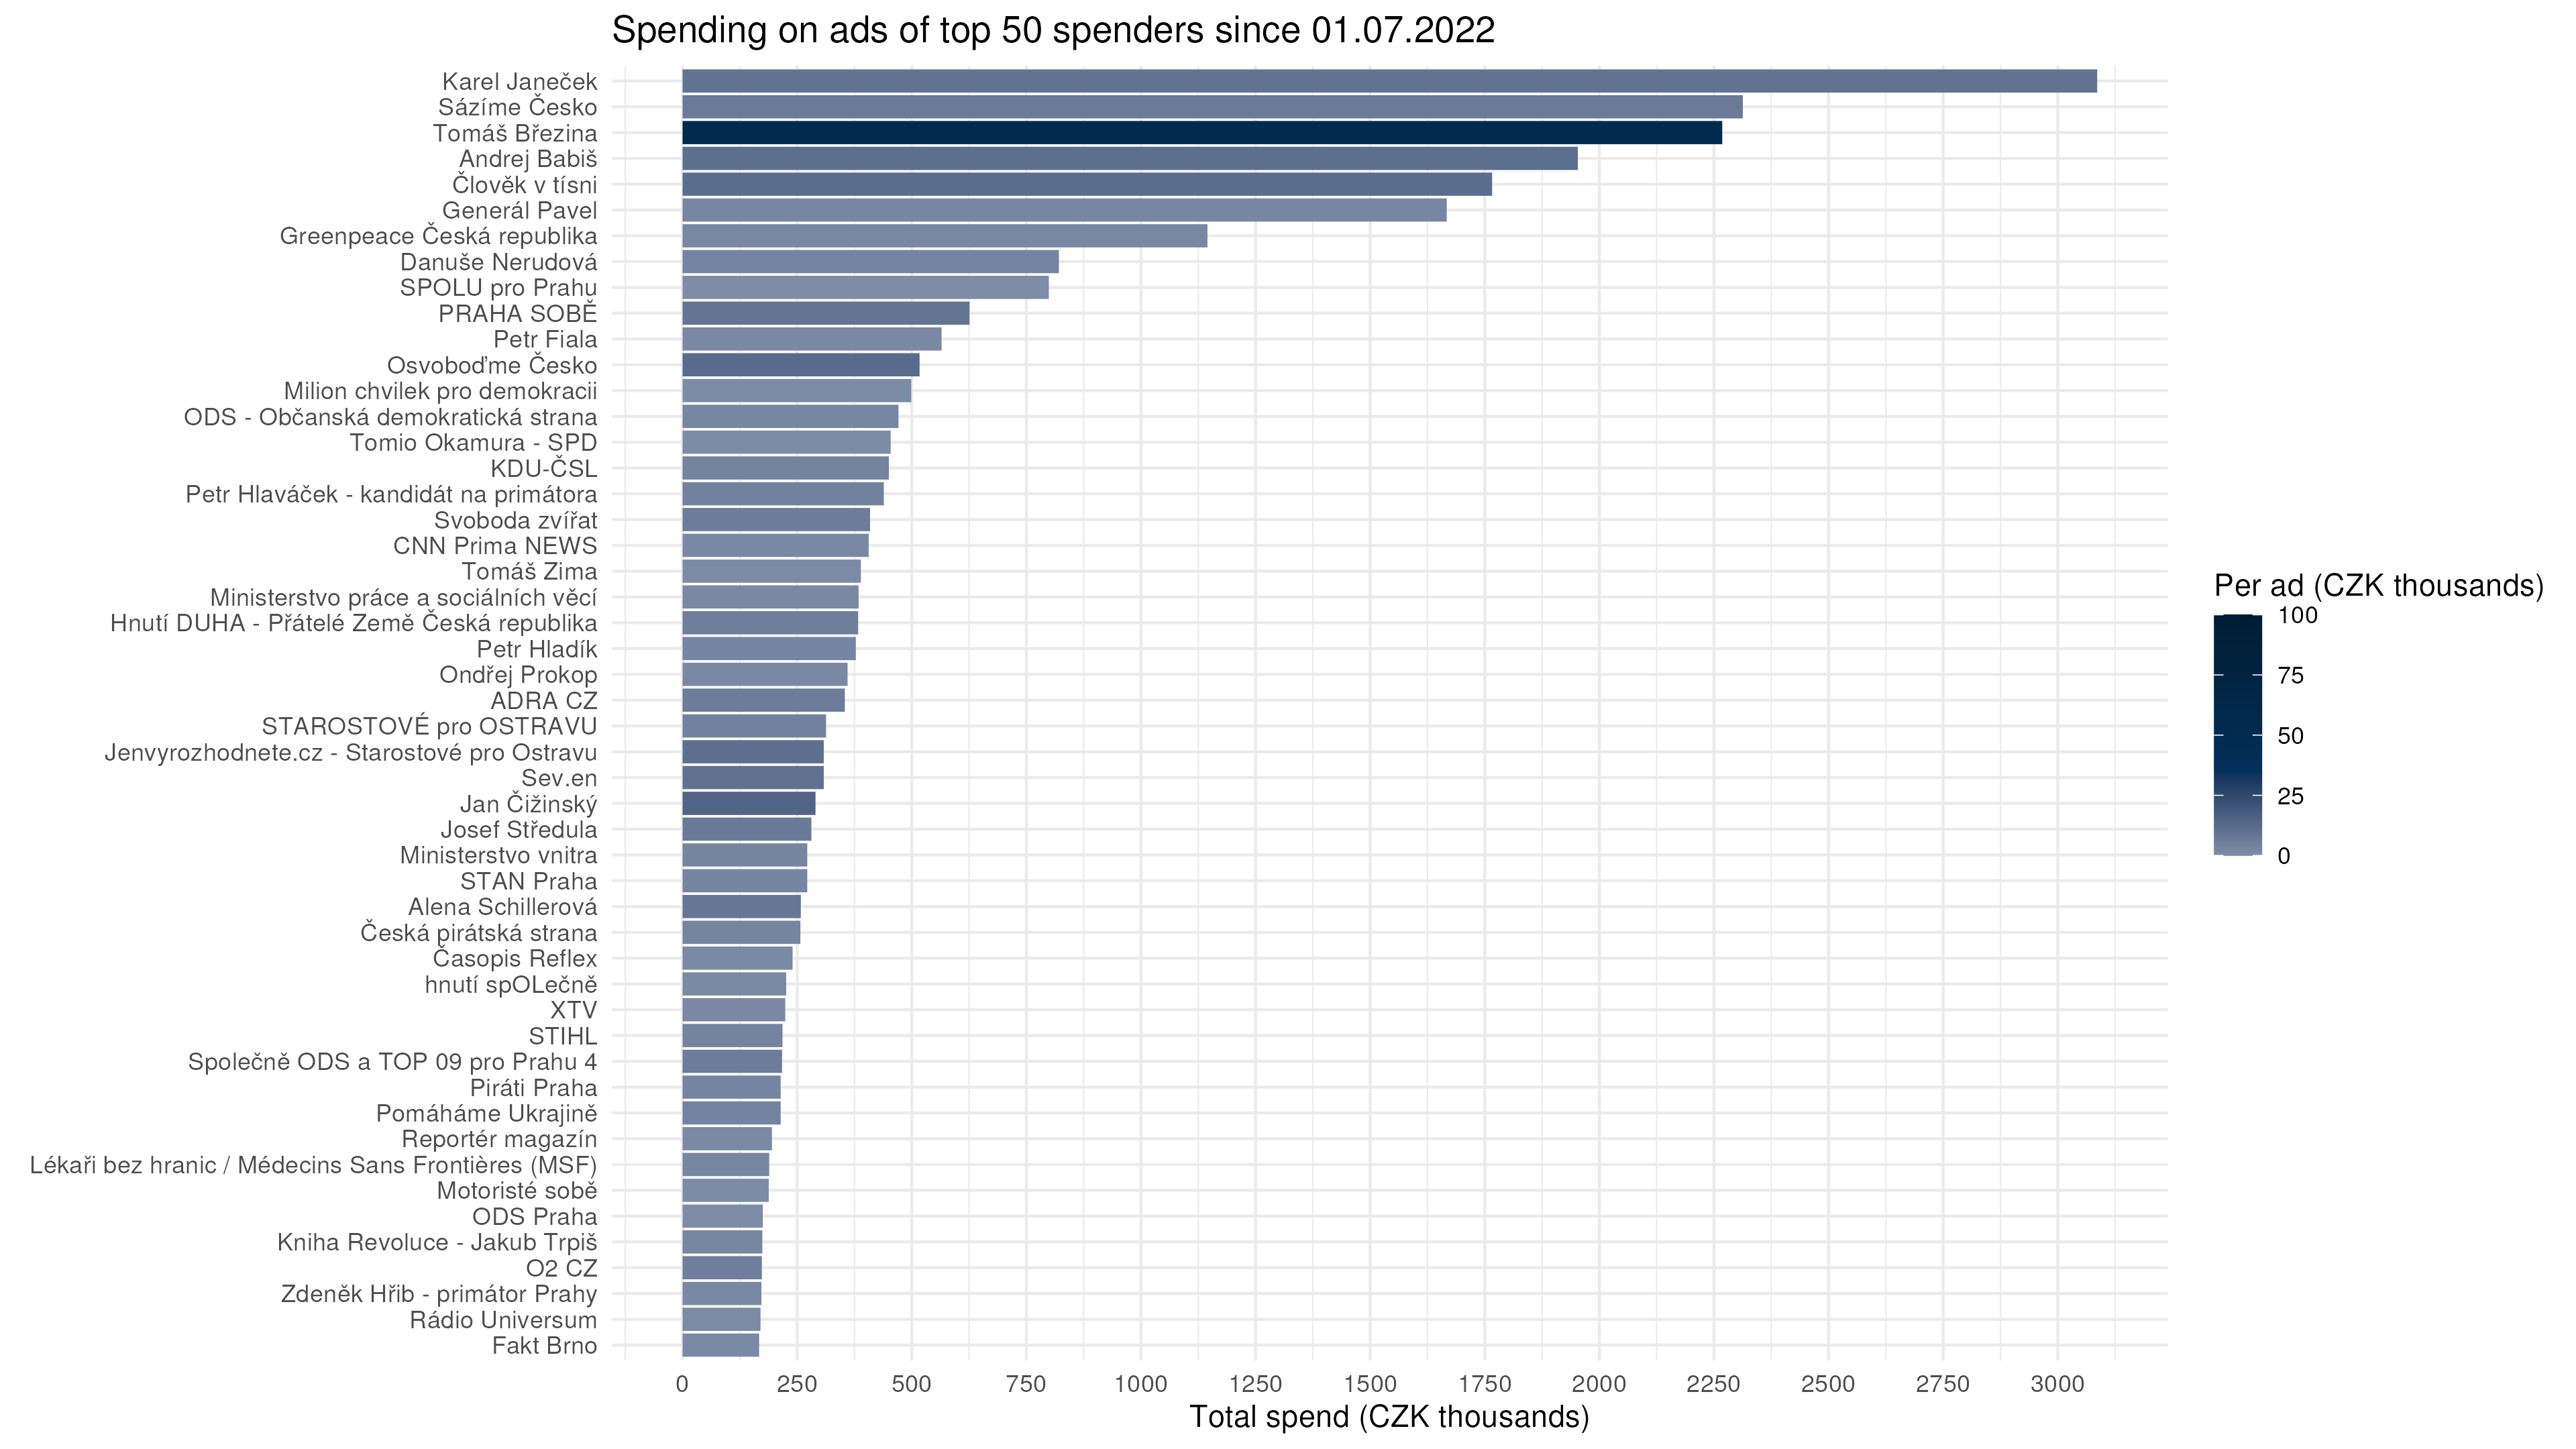 Spending on ads of top 50 spenders since 01.07.2022
Karel Janeček
Sázíme Česko
Tomáš Březina
Andrej Babiš
Člověk v tísni
Generál Pavel
Greenpeace Česká republika
Danuše Nerudová
SPOLU pro Prahu
PRAHA SOBĚ
Petr Fiala
Osvoboďme Česko
Milion chvilek pro demokracii
ODS - Občanská demokratická strana
Tomio Okamura - SPD
KDU-ČSL
Petr Hlaváček - kandidát na primátora
Svoboda zvířat
CNN Prima NEWS
Tomáš Zima
Ministerstvo práce a sociálních věcí
Hnutí DUHA - Přátelé Země Česká republika
Petr Hladík
Ondřej Prokop
ADRA CZ
STAROSTOVÉ pro OSTRAVU
Jenvyrozhodnete.cz - Starostové pro Ostravu
Sev.en
Jan Čižinský
Josef Středula
Ministerstvo vnitra
STAN Praha
Alena Schillerová
Česká pirátská strana
Časopis Reflex
hnutí spOLečně
XTV
STIHL
Společně ODS a TOP 09 pro Prahu 4
Piráti Praha
Pomáháme Ukrajině
Reportér magazín
Lékaři bez hranic / Médecins Sans Frontières (MSF)
Motoristé sobě
ODS Praha
Kniha Revoluce - Jakub Trpiš
O2 CZ
Zdeněk Hřib - primátor Prahy
Rádio Universum
Fakt Brno
0 250 500 750 1000 1250 1500 1750 2000 2250 2500 2750 3000
Total spend (CZK thousands)
Per ad (CZK thousands)
100
75
50
25
0